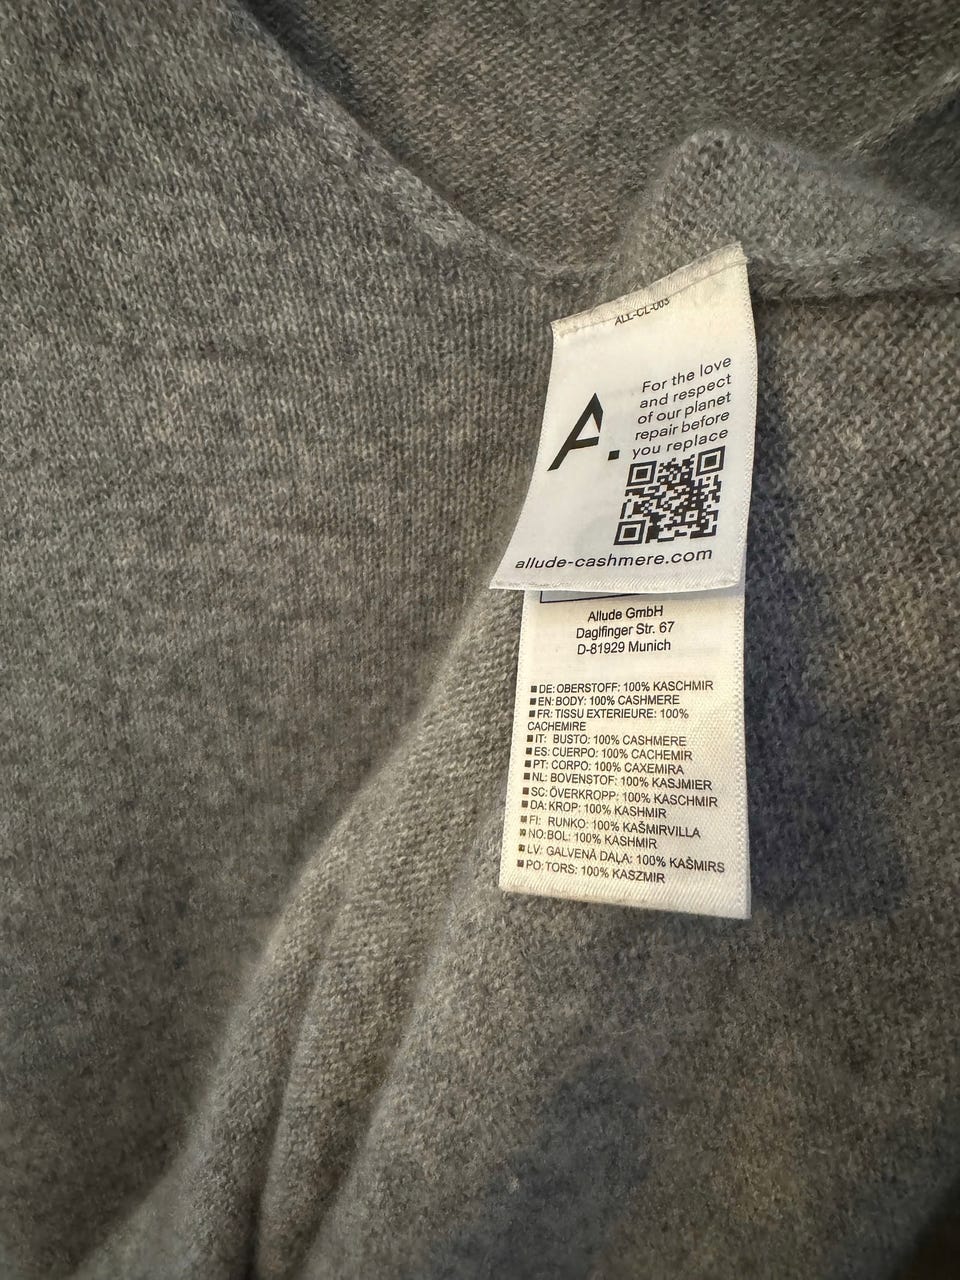 ALL-CL-003
A.
For the love
and respect
of our planet
repair before
you replace
allude-cashmere.com
Allude GmbH
Daglfinger Str. 67
D-81929 Munich
DE: OBERSTOFF: 100% KASCHMIR
EN: BODY: 100% CASHMERE
FR: TISSU EXTERIEURE: 100%
CACHEMIRE
IT: BUSTO: 100% CASHMERE
ES: CUERPO: 100% CACHEMIR
PT: CORPO: 100% CAXEMIRA
NL: BOVENSTOF: 100% KASJMIER
SC: ÖVERKROPP: 100% KASCHMIR
DA: KROP: 100% KASHMIR
FI: RUNKO: 100% KAŠMIRVILLA
NO: BOL: 100% KASHMIR
LV: GALVENĀ DAĻA: 100% KAŠMIRS
PO: TORS: 100% KASZMIR